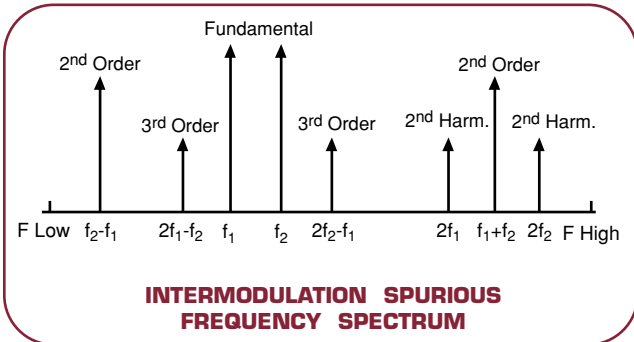 Fundamental
2nd Order
2nd Order
3rd Order
3rd Order
2nd Harm.
2nd Harm.
F Low f₂-f₁ 2f₁-f₂ f₁ f₂ 2f₂-f₁ 2f₁ f₁+f₂ 2f₂ F High
INTERMODULATION SPURIOUS
FREQUENCY SPECTRUM